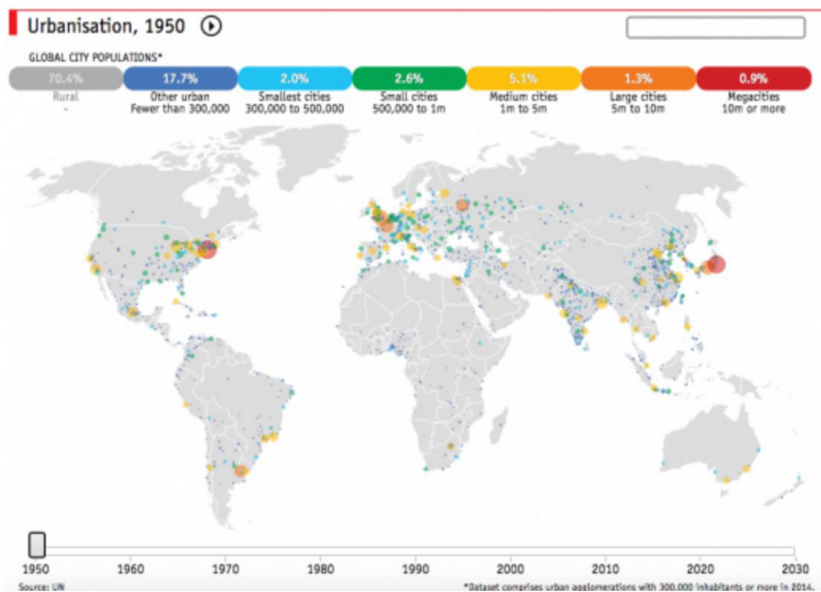 Urbanisation, 1950
GLOBAL CITY POPULATIONS*
70.4% 17.7% 2.0% 2.6% 5.1% 1.3% 0.9%
Rural Other urban Smallest cities Small cities Medium cities Large cities Megacities
- Fewer than 300,000 300,000 to 500,000 500,000 to 1m 1m to 5m 5m to 10m 10m or more
1950 1960 1970 1980 1990 2000 2010 2020 2030
Source: UN *Dataset comprises urban agglomerations with 300,000 inhabitants or more in 2014.